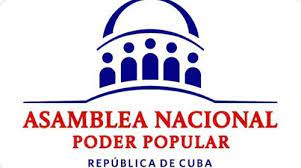 ASAMBLEA NACIONAL
PODER POPULAR
REPÚBLICA DE CUBA